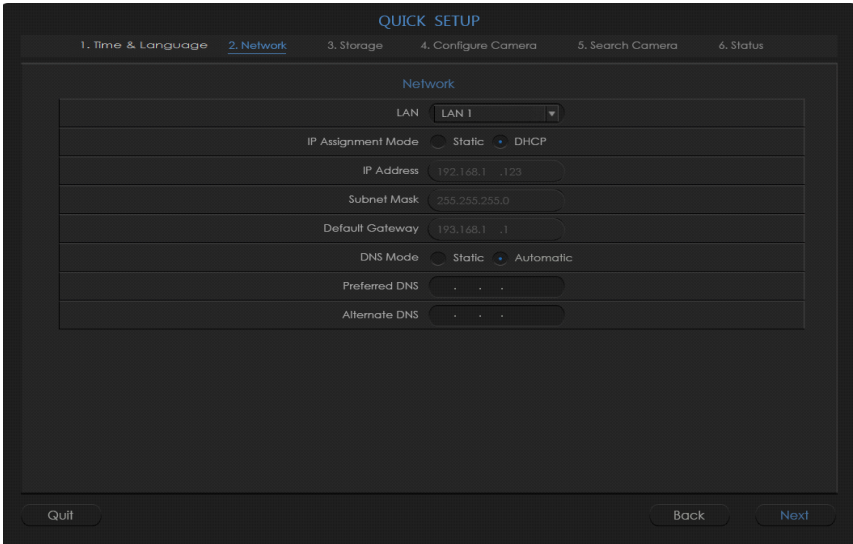 QUICK SETUP
1. Time & Language 2. Network 3. Storage 4. Configure Camera 5. Search Camera 6. Status
Network
LAN LAN 1
IP Assignment Mode Static DHCP
IP Address 192.168.1 .123
Subnet Mask 255.255.255.0
Default Gateway 193.168.1 .1
DNS Mode Static Automatic
Preferred DNS . . .
Alternate DNS . . .
Quit Back Next